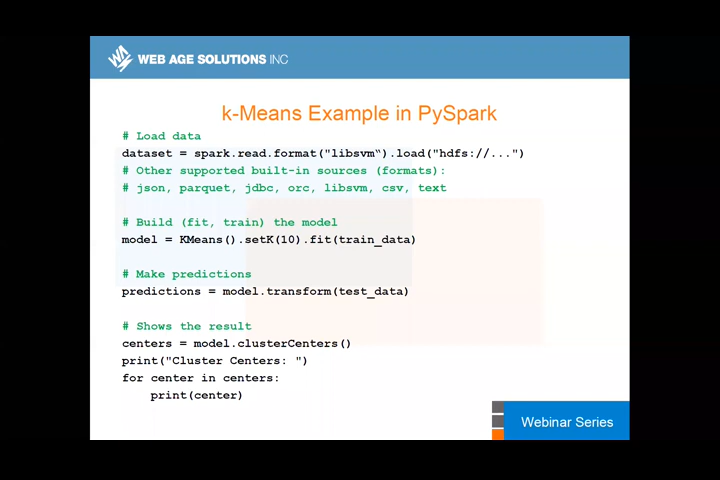 WEB AGE SOLUTIONS INC
k-Means Example in PySpark
# Load data
dataset = spark.read.format("libsvm“).load("hdfs://...")
# Other supported built-in sources (formats):
# json, parquet, jdbc, orc, libsvm, csv, text
# Build (fit, train) the model
model = KMeans().setK(10).fit(train_data)
# Make predictions
predictions = model.transform(test_data)
# Shows the result
centers = model.clusterCenters()
print("Cluster Centers: ")
for center in centers:
    print(center)
Webinar Series